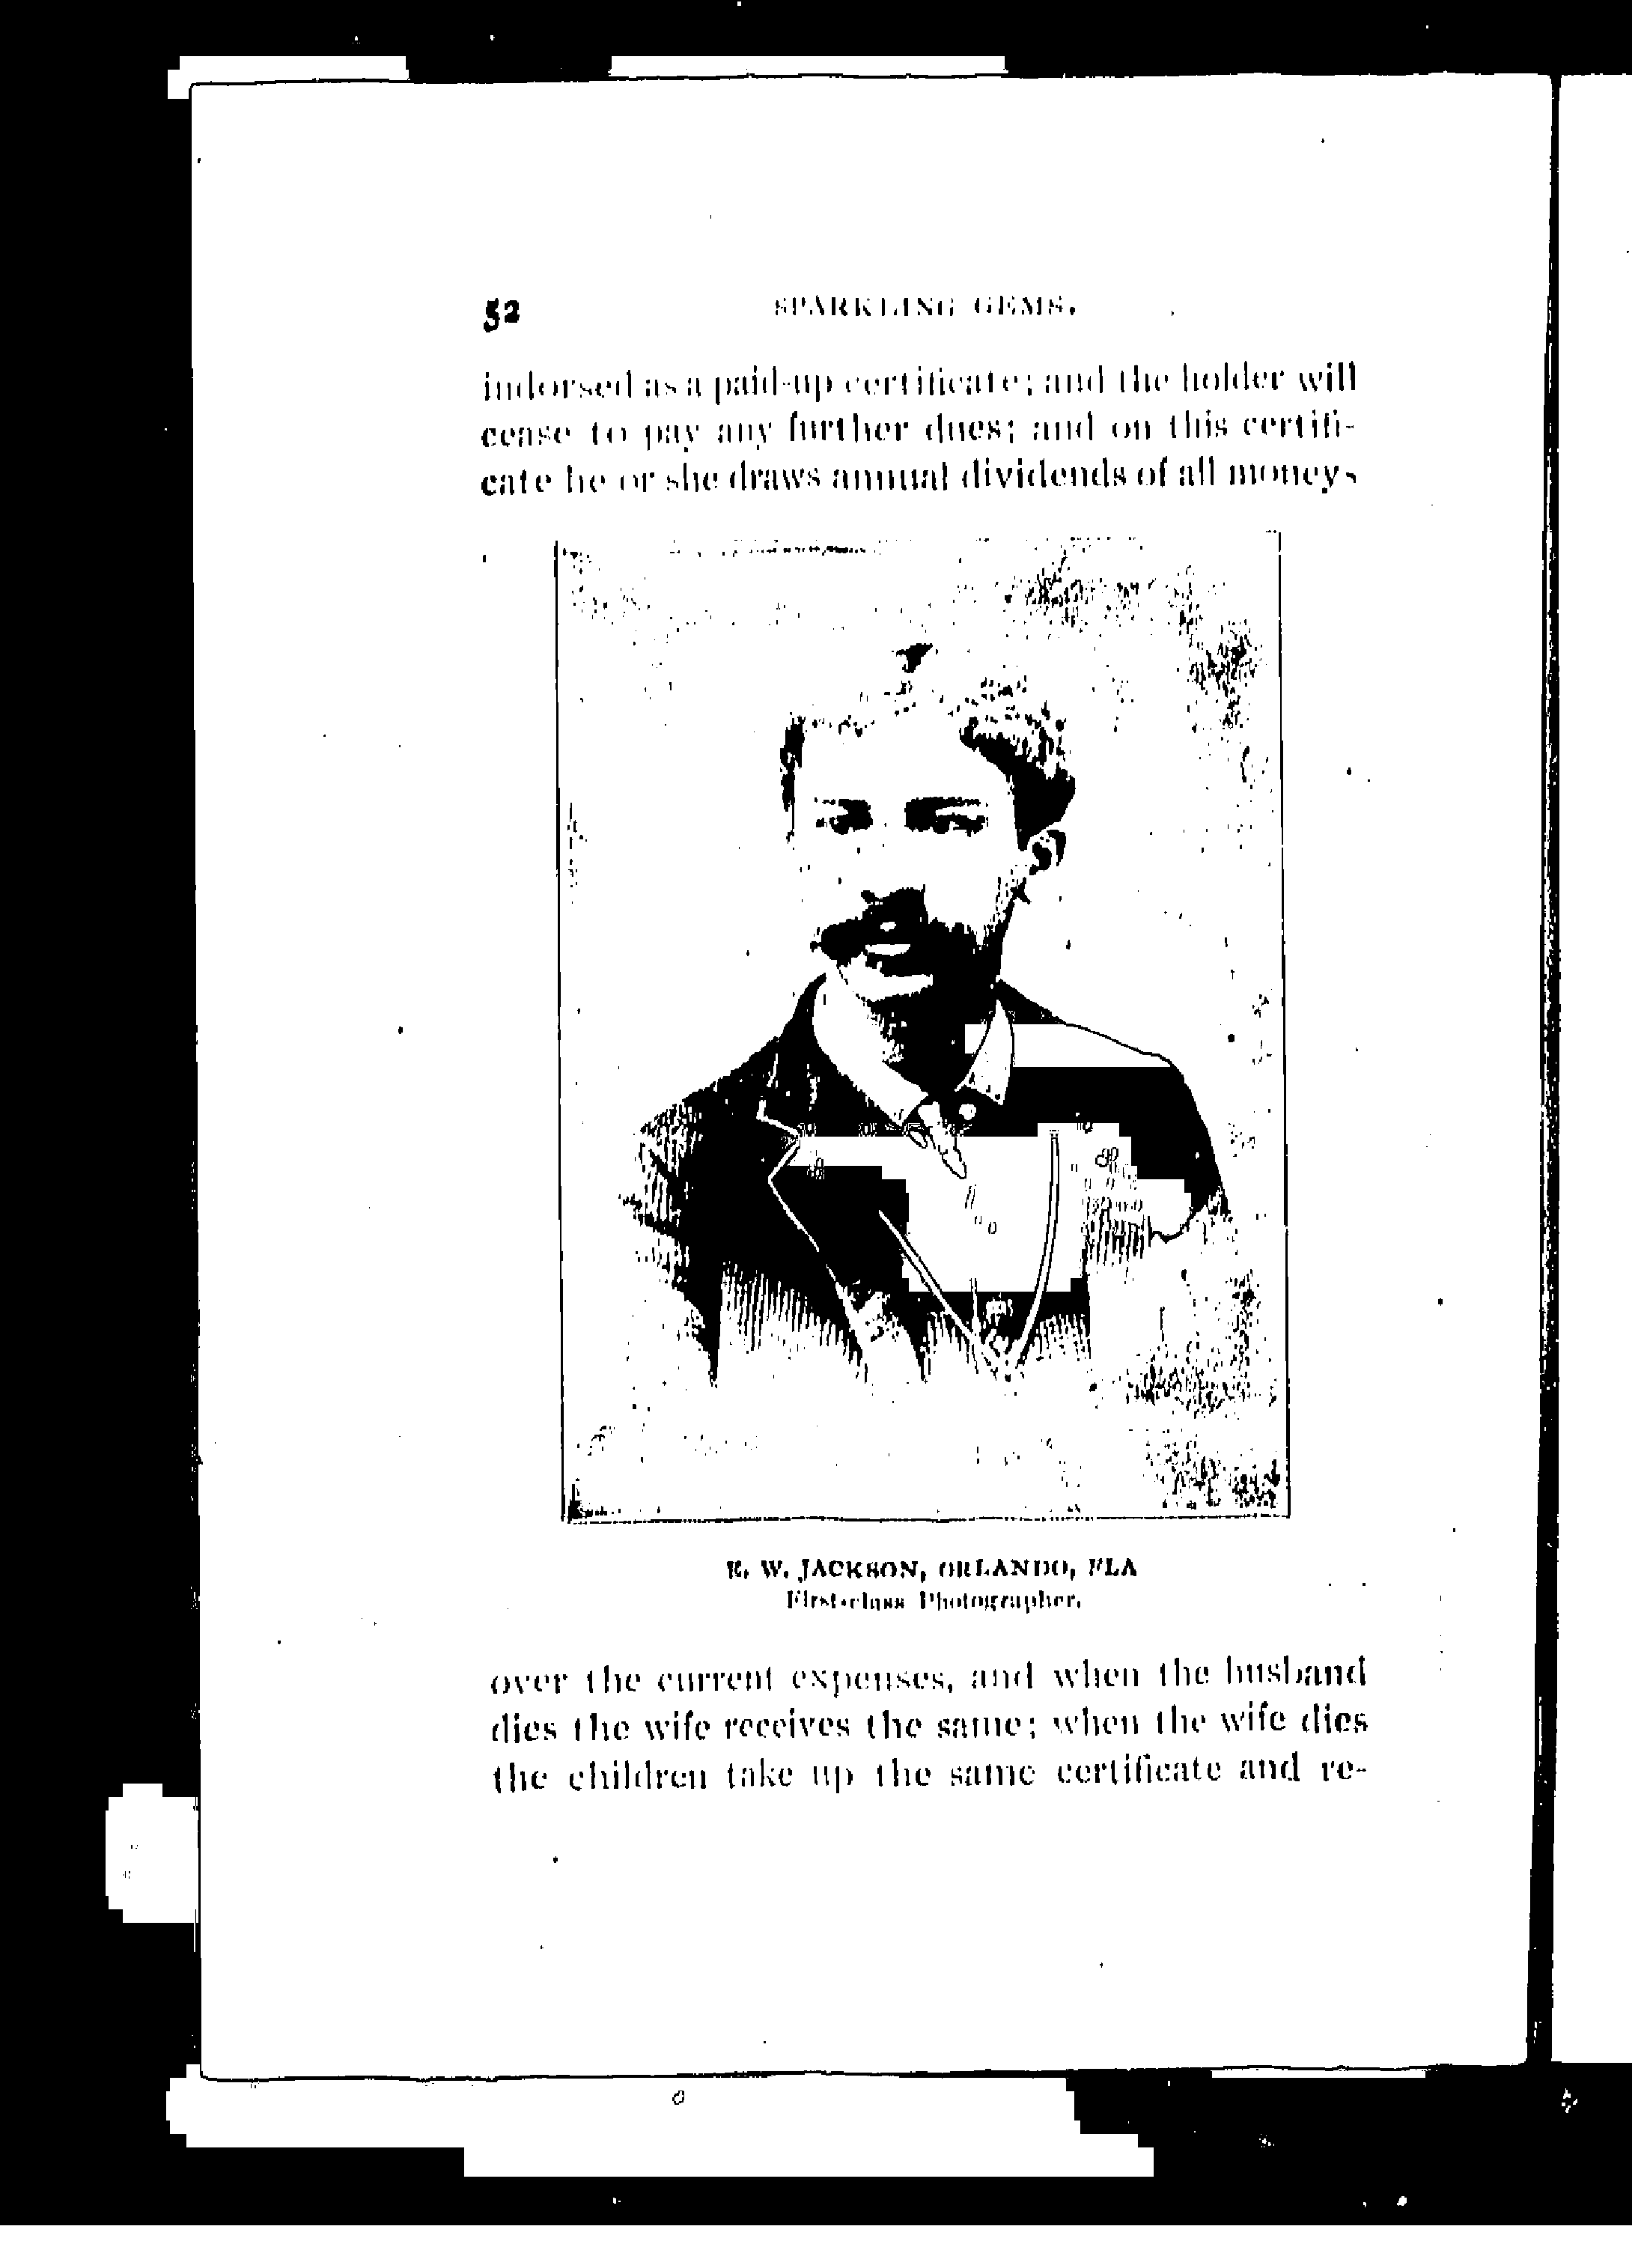 52 SPARKLING GEMS.
indorsed as a paid-up certificate; and the holder will
cease to pay any further dues; and on this certifi-
cate he or she draws annual dividends of all moneys
E. W. JACKSON, ORLANDO, FLA
First-class Photographer.
over the current expenses, and when the husband
dies the wife receives the same; when the wife dies
the children take up the same certificate and re-